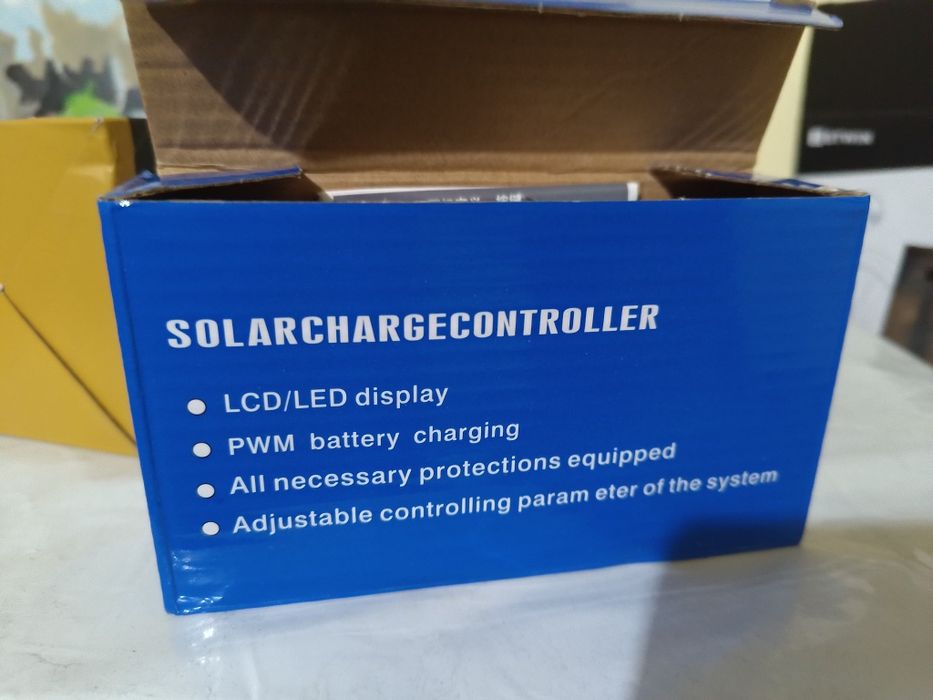 SOLARCHARGECONTROLLER
LCD/LED display
PWM battery charging
All necessary protections equipped
Adjustable controlling param eter of the system